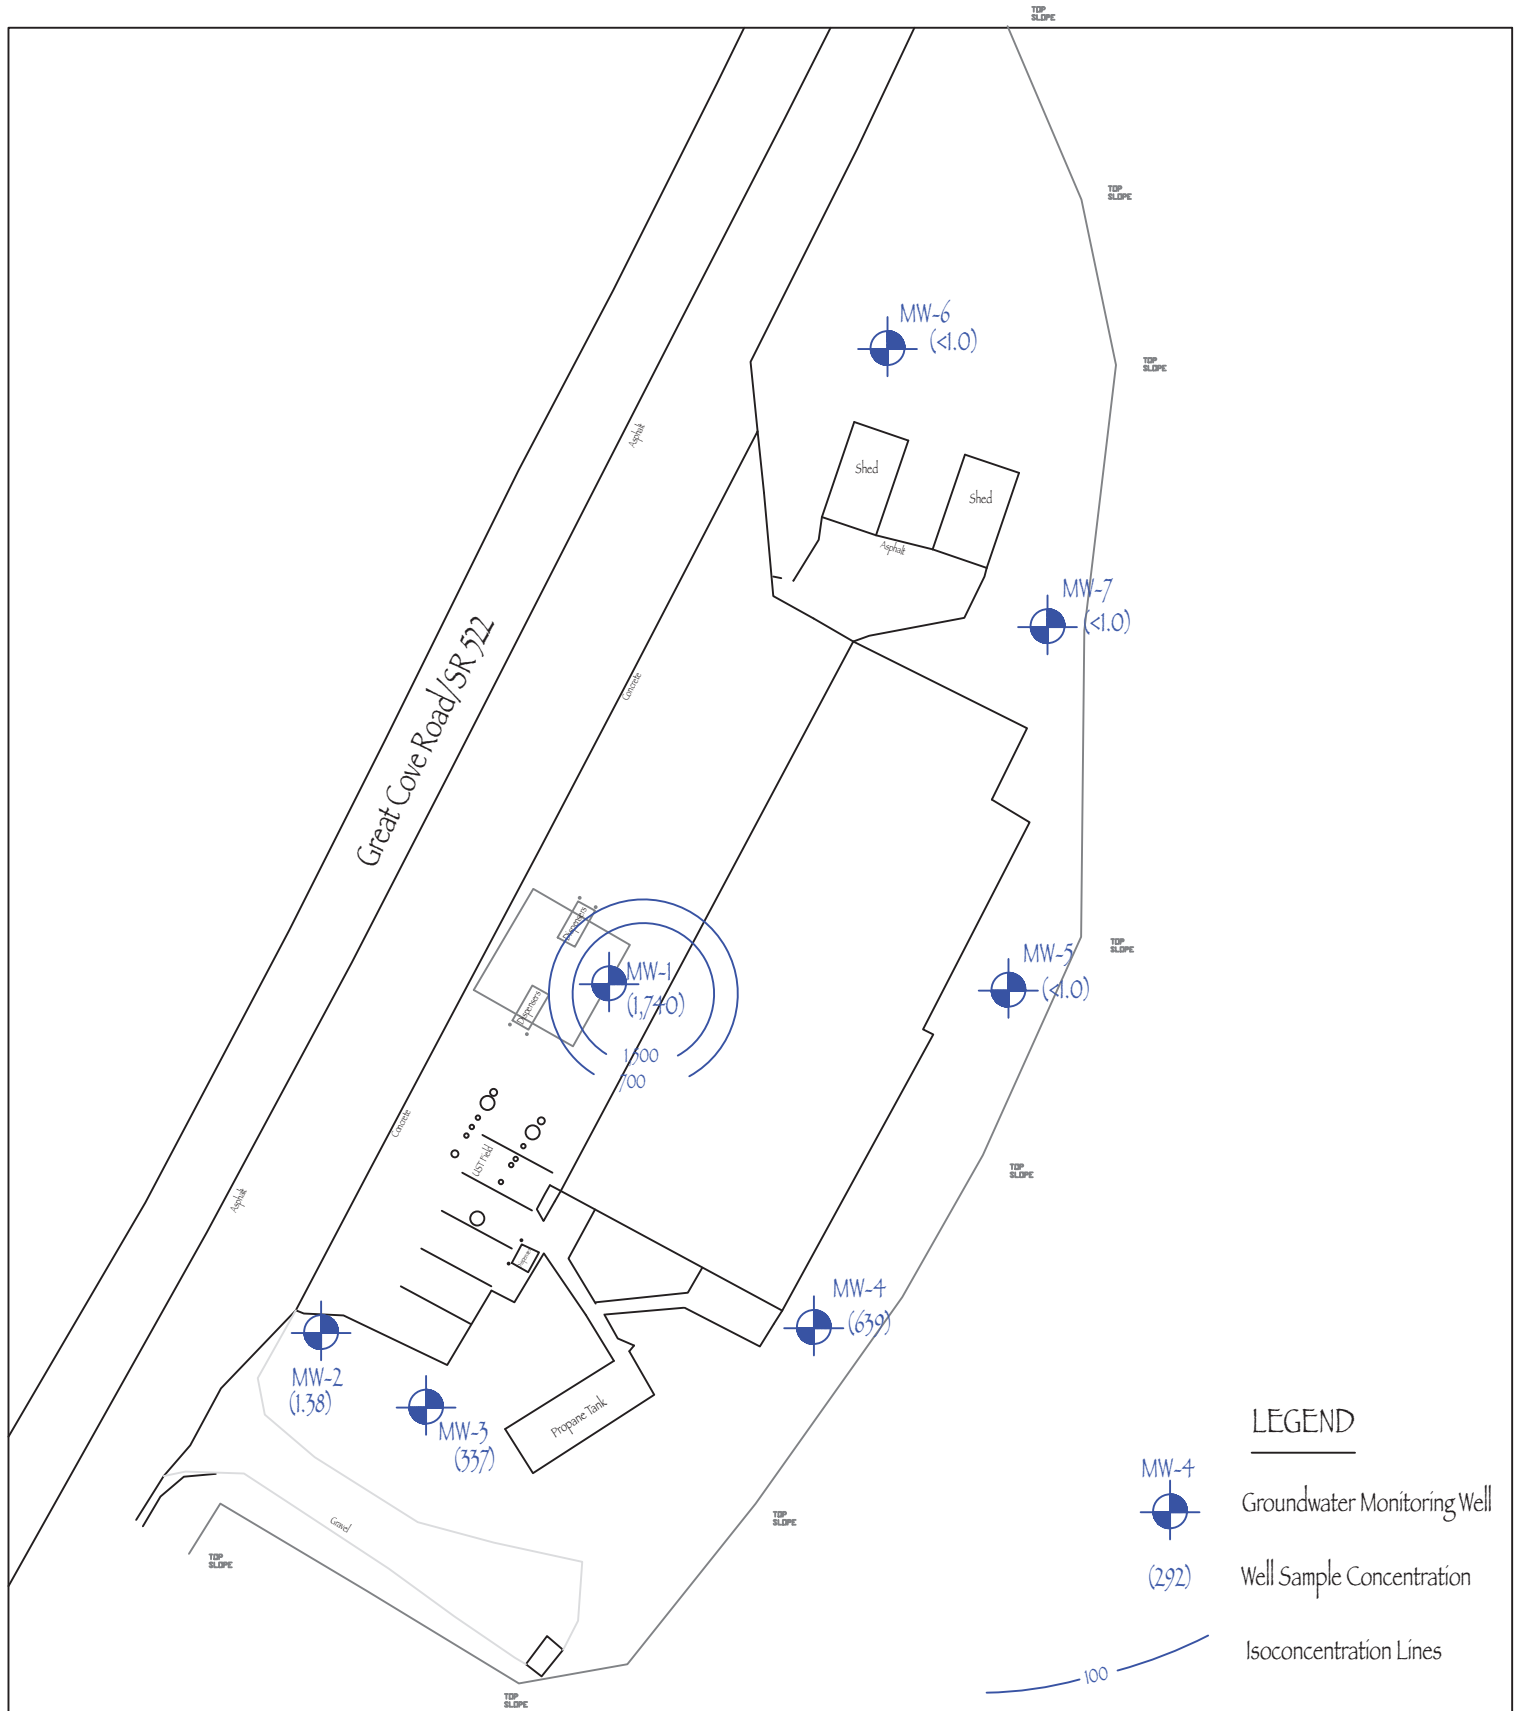 TOP
SLOPE
TOP
SLOPE
MW-6
(<1.0)
TOP
SLOPE
Asphalt
Shed
Shed
Asphalt
MW-7
(<1.0)
Great Cove Road/SR 522
Concrete
Dispensers
TOP
SLOPE
MW-5
(<1.0)
MW-1
(1,740)
Dispensers
1,500
700
Concrete
UST Field
TOP
SLOPE
Asphalt
MW-4
(639)
MW-2
(1.38)
MW-3
(337)
Propane Tank
LEGEND
MW-4
Groundwater Monitoring Well
TOP
SLOPE
Gravel
TOP
SLOPE
(292)
Well Sample Concentration
Isoconcentration Lines
100
TOP
SLOPE